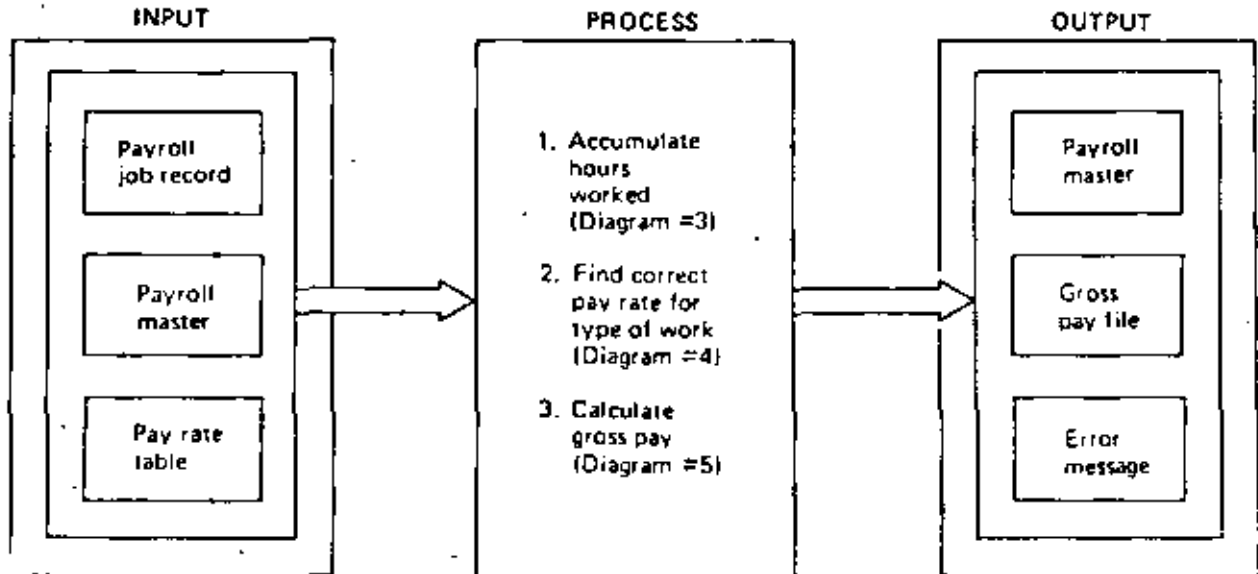 INPUT
PROCESS
OUTPUT
Payroll
job record
Payroll
master
Pay rate
table
1. Accumulate
hours
worked
(Diagram #3)
2. Find correct
pay rate for
type of work
(Diagram #4)
3. Calculate
gross pay
(Diagram #5)
Payroll
master
Gross
pay file
Error
message